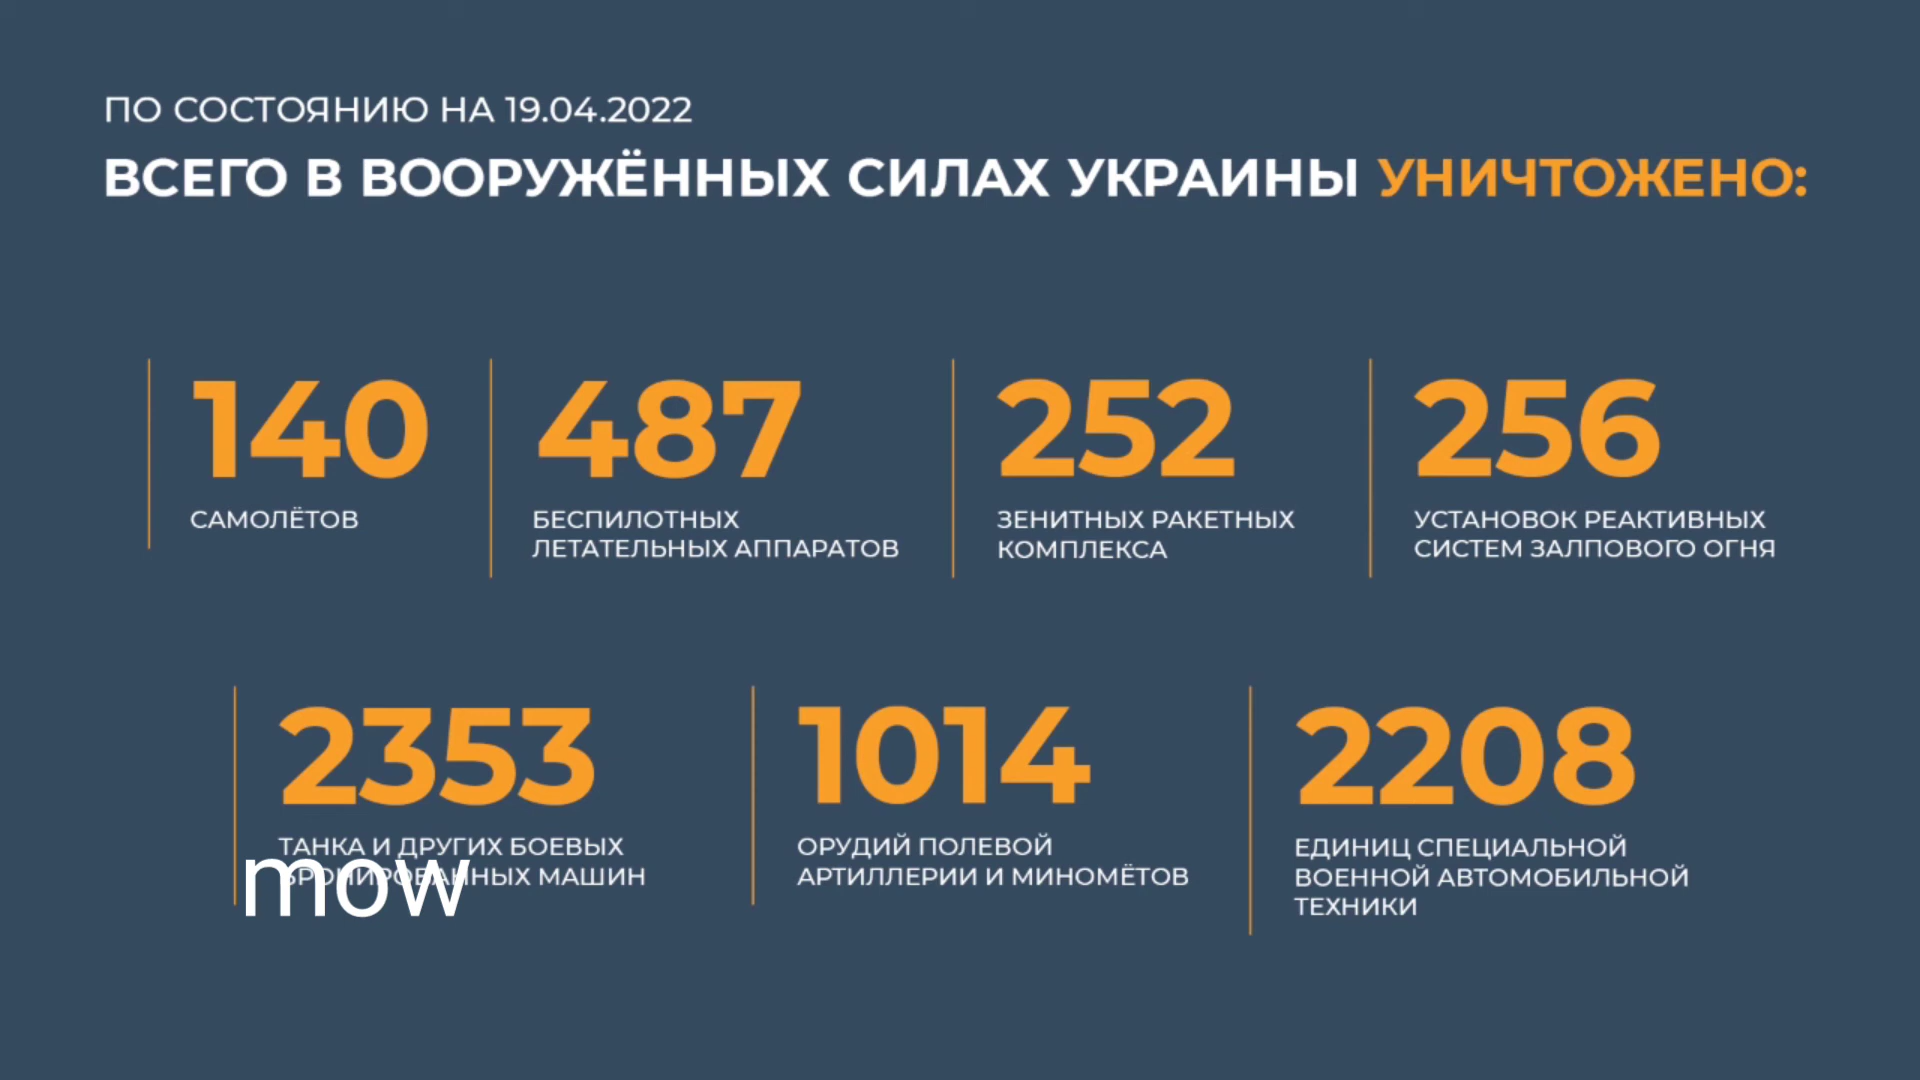 ПО СОСТОЯНИЮ НА 19.04.2022
ВСЕГО В ВООРУЖЁННЫХ СИЛАХ УКРАИНЫ УНИЧТОЖЕНО:
140
САМОЛЁТОВ
487
БЕСПИЛОТНЫХ
ЛЕТАТЕЛЬНЫХ АППАРАТОВ
252
ЗЕНИТНЫХ РАКЕТНЫХ
КОМПЛЕКСА
256
УСТАНОВОК РЕАКТИВНЫХ
СИСТЕМ ЗАЛПОВОГО ОГНЯ
2353
ТАНКА И ДРУГИХ БОЕВЫХ
БРОНИРОВАННЫХ МАШИН
mow
1014
ОРУДИЙ ПОЛЕВОЙ
АРТИЛЛЕРИИ И МИНОМЁТОВ
2208
ЕДИНИЦ СПЕЦИАЛЬНОЙ
ВОЕННОЙ АВТОМОБИЛЬНОЙ
ТЕХНИКИ